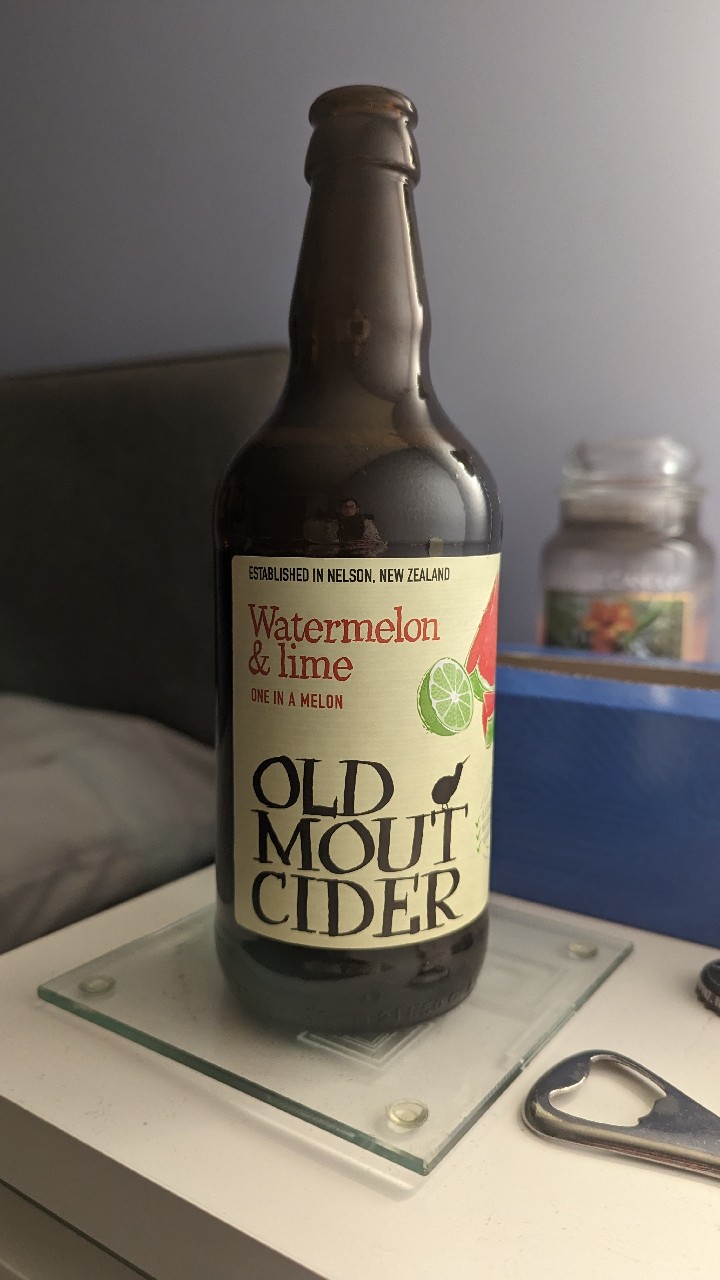 ESTABLISHED IN NELSON, NEW ZEALAND
Watermelon
& lime
ONE IN A MELON
OLD
MOUT
CIDER